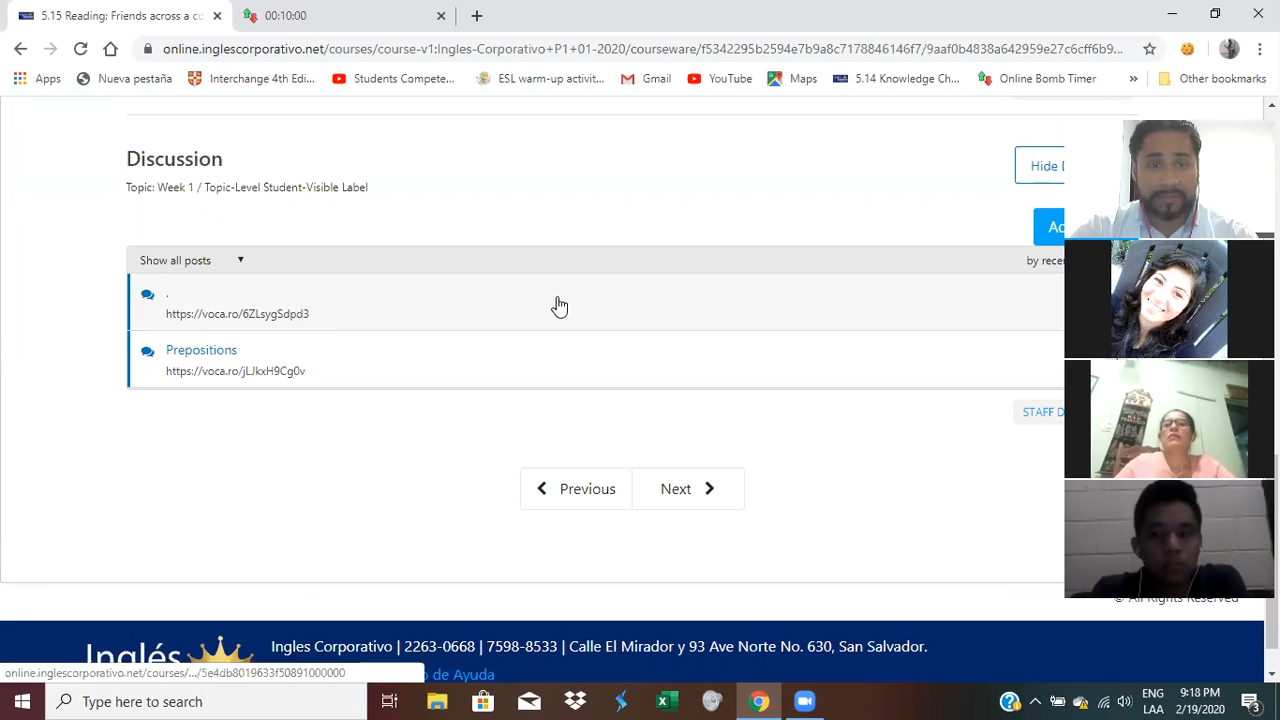 5.15 Reading: Friends across a co
00:10:00
online.inglescorporativo.net/courses/course-v1:Ingles-Corporativo+P1+01-2020/courseware/f5342295b2594e7b9a8c7178846146f7/9aaf0b4838a642959e27c6cff6b9...
Apps
Nueva pestaña
Interchange 4th Edi...
Students Compete...
ESL warm-up activit...
Gmail
YouTube
Maps
5.14 Knowledge Ch...
Online Bomb Timer
»
Other bookmarks
Discussion
Hide D
Topic: Week 1 / Topic-Level Student-Visible Label
Ad
Show all posts
by rece
.
https://voca.ro/6ZLsygSdpd3
Prepositions
https://voca.ro/jLJkxH9Cg0v
STAFF D
Previous
Next
© All Rights Reserved
Inglés
Ingles Corporativo | 2263-0668 | 7598-8533 | Calle El Mirador y 93 Ave Norte No. 630, San Salvador.
o de Ayuda
online.inglescorporativo.net/courses/.../5e4db8019633f50891000000
Type here to search
ENG
LAA
9:18 PM
2/19/2020
3